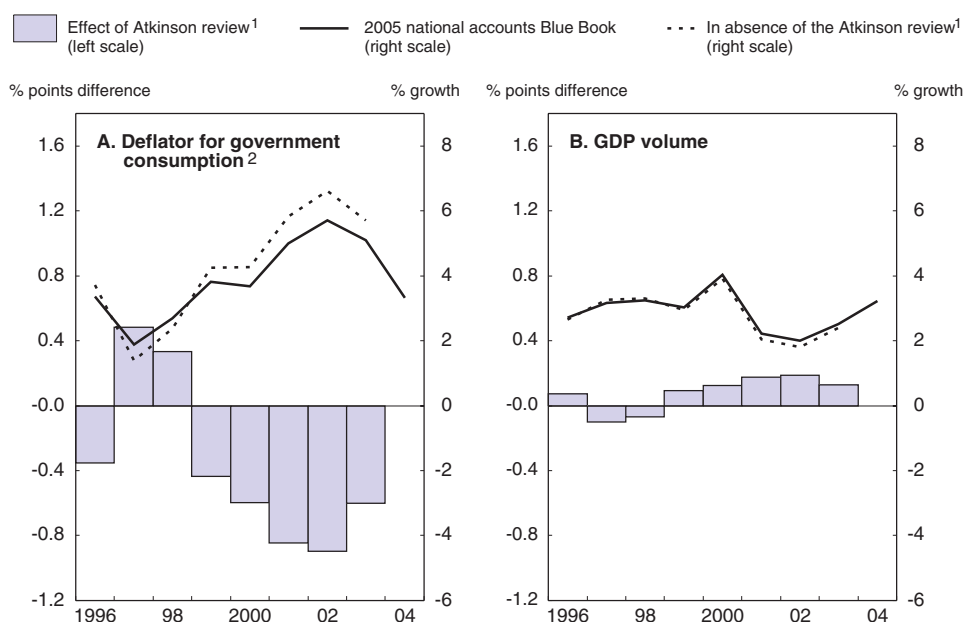 Effect of Atkinson review1
(left scale)
2005 national accounts Blue Book
(right scale)
In absence of the Atkinson review1
(right scale)
% points difference
% growth
A. Deflator for government
consumption 2
1.6
1.2
0.8
0.4
-0.0
-0.4
-0.8
-1.2
8
6
4
2
0
-2
-4
-6
1996 98 2000 02 04
% points difference
% growth
B. GDP volume
1.6
1.2
0.8
0.4
-0.0
-0.4
-0.8
-1.2
8
6
4
2
0
-2
-4
-6
1996 98 2000 02 04